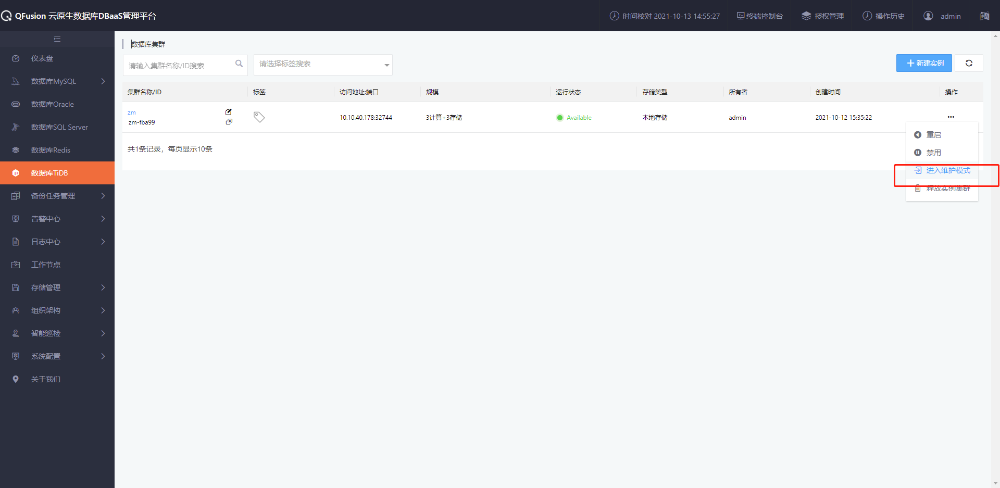 QFusion 云原生数据库DBaaS管理平台
时间校对 2021-10-13 14:55:27
终端控制台
授权管理
操作历史
admin
仪表盘
数据库MySQL
数据库Oracle
数据库SQL Server
数据库Redis
数据库TiDB
备份任务管理
告警中心
日志中心
工作节点
存储管理
组织架构
智能巡检
系统配置
关于我们
数据库集群
请输入集群名称/ID搜索
请选择标签搜索
新建实例
集群名称/ID 标签 访问地址:端口 规模 运行状态 存储类型 所有者 创建时间 操作
zm
zm-fba99
10.10.40.178:32744 3计算+3存储 Available 本地存储 admin 2021-10-12 15:35:22
共1条记录，每页显示10条
重启
禁用
进入维护模式
释放实例集群